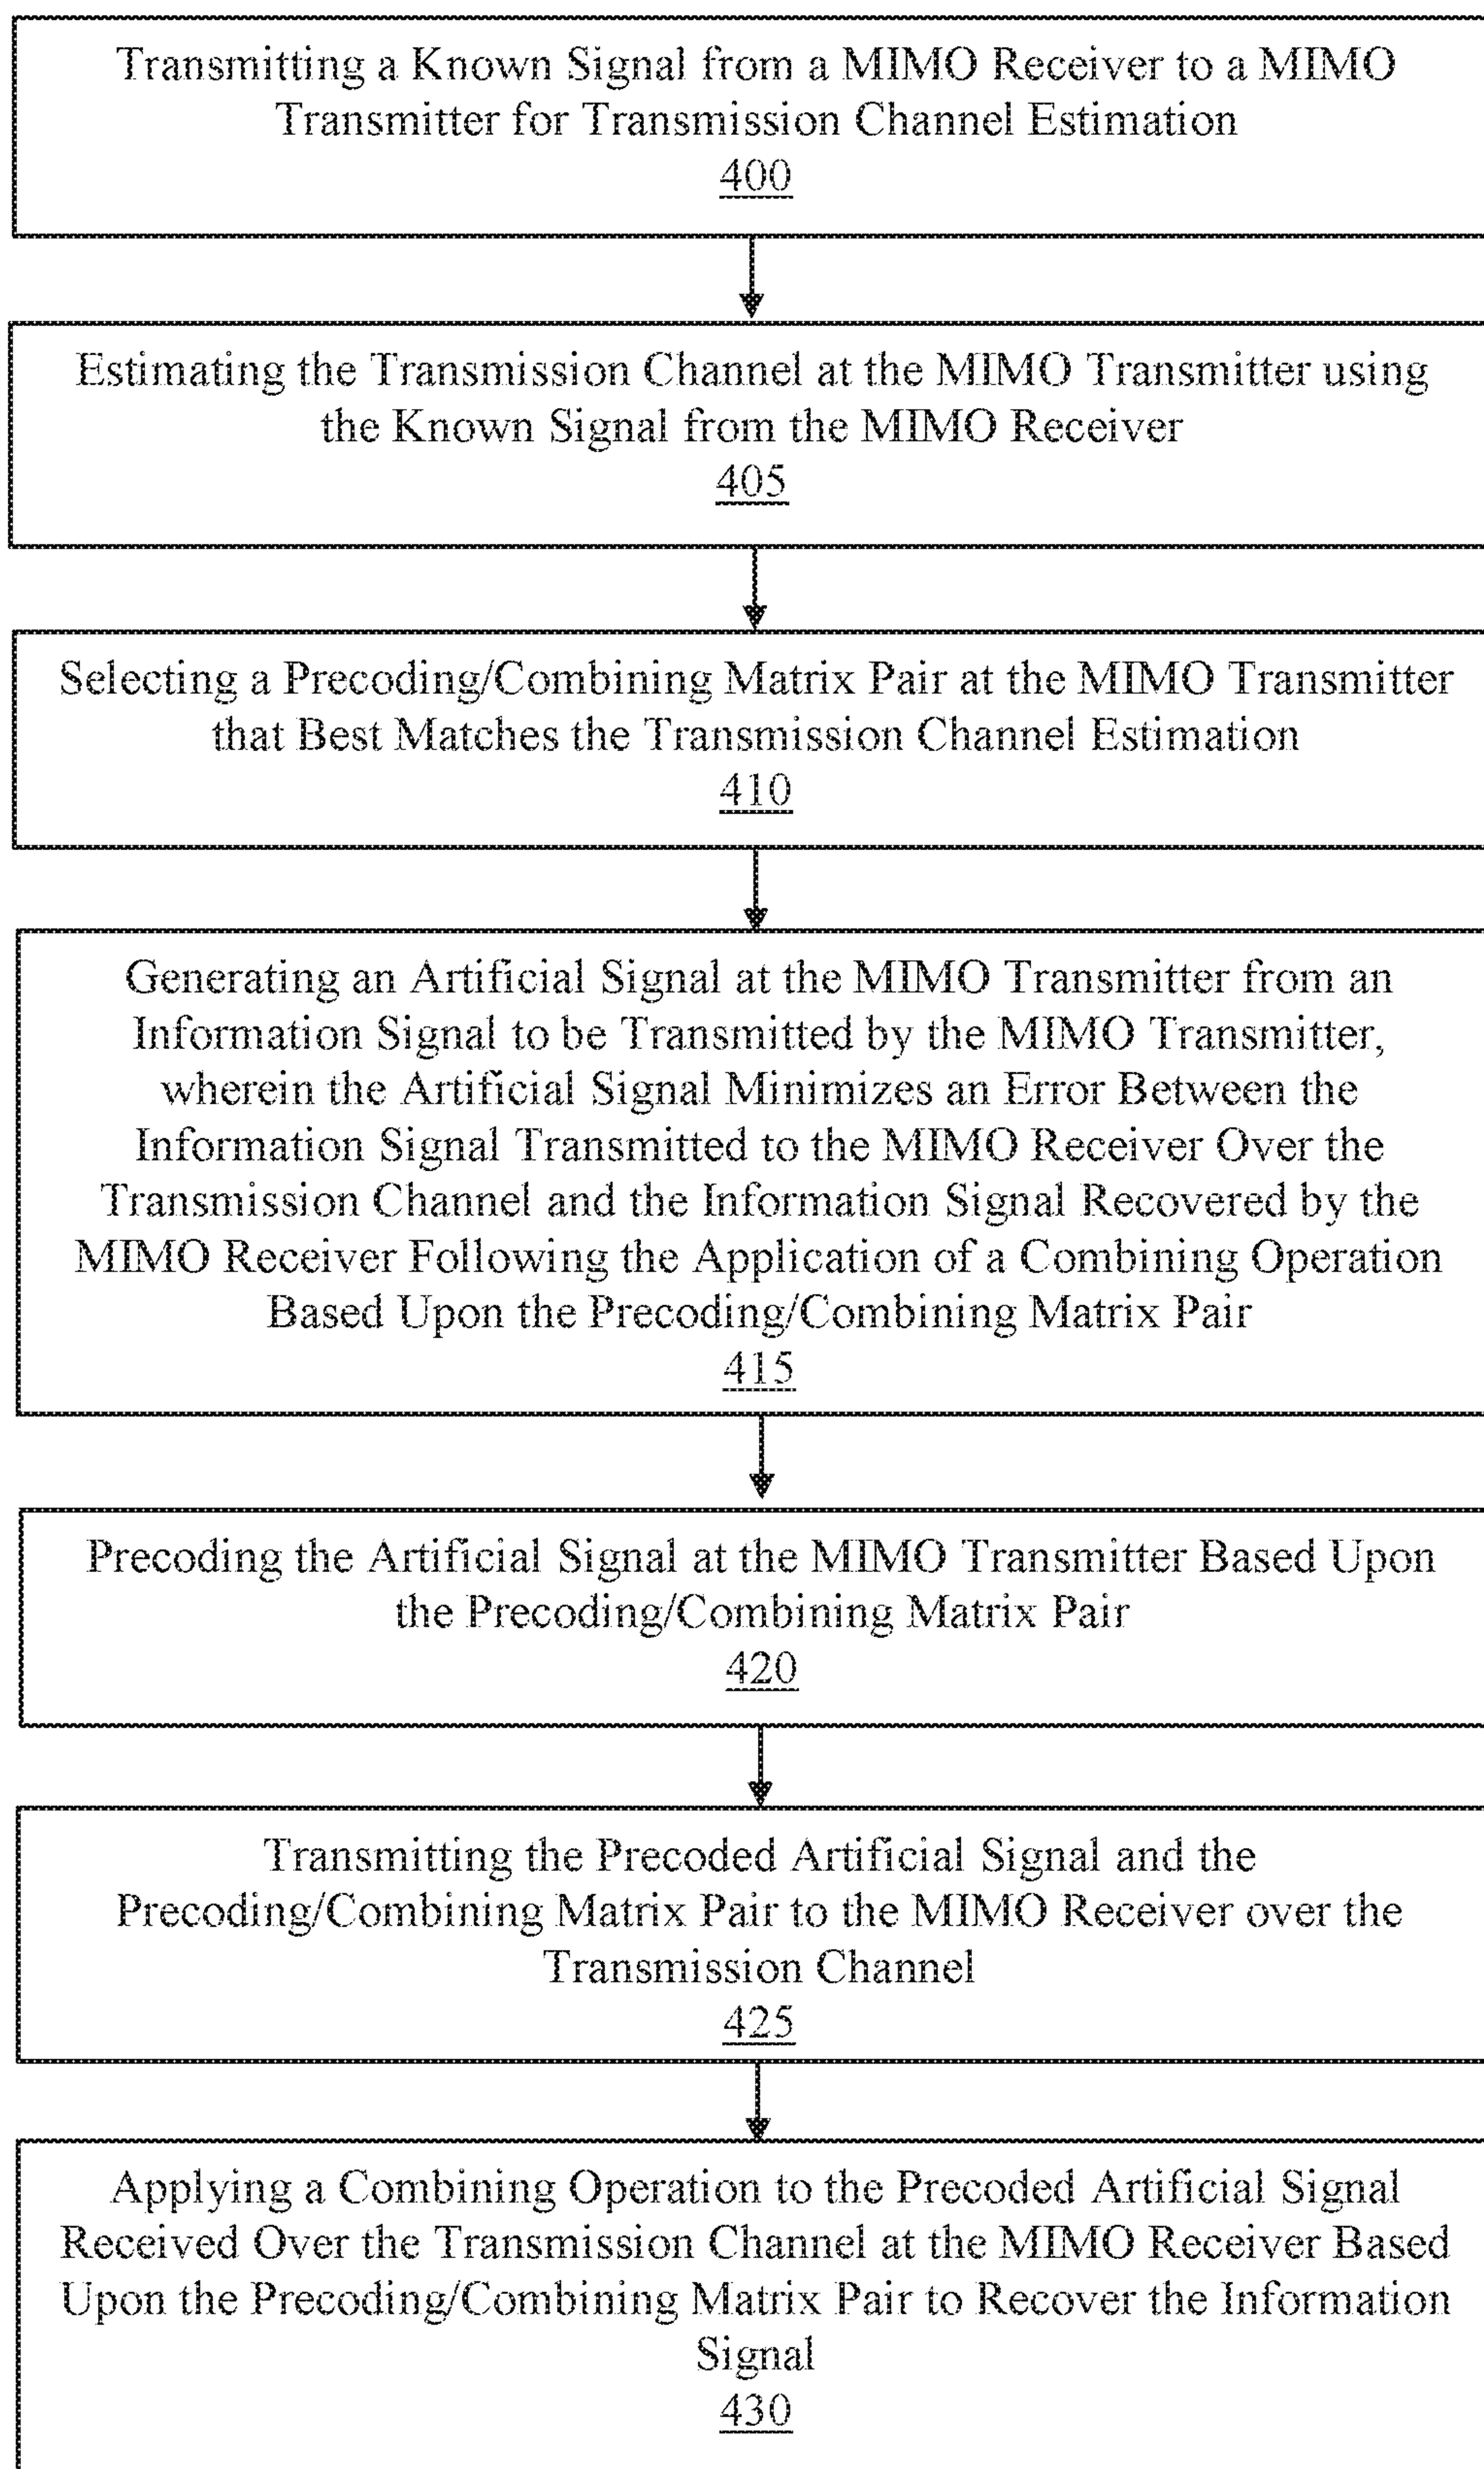 Transmitting a Known Signal from a MIMO Receiver to a MIMO
Transmitter for Transmission Channel Estimation
400
Estimating the Transmission Channel at the MIMO Transmitter using
the Known Signal from the MIMO Receiver
405
Selecting a Precoding/Combining Matrix Pair at the MIMO Transmitter
that Best Matches the Transmission Channel Estimation
410
Generating an Artificial Signal at the MIMO Transmitter from an
Information Signal to be Transmitted by the MIMO Transmitter,
wherein the Artificial Signal Minimizes an Error Between the
Information Signal Transmitted to the MIMO Receiver Over the
Transmission Channel and the Information Signal Recovered by the
MIMO Receiver Following the Application of a Combining Operation
Based Upon the Precoding/Combining Matrix Pair
415
Precoding the Artificial Signal at the MIMO Transmitter Based Upon
the Precoding/Combining Matrix Pair
420
Transmitting the Precoded Artificial Signal and the
Precoding/Combining Matrix Pair to the MIMO Receiver over the
Transmission Channel
425
Applying a Combining Operation to the Precoded Artificial Signal
Received Over the Transmission Channel at the MIMO Receiver Based
Upon the Precoding/Combining Matrix Pair to Recover the Information
Signal
430